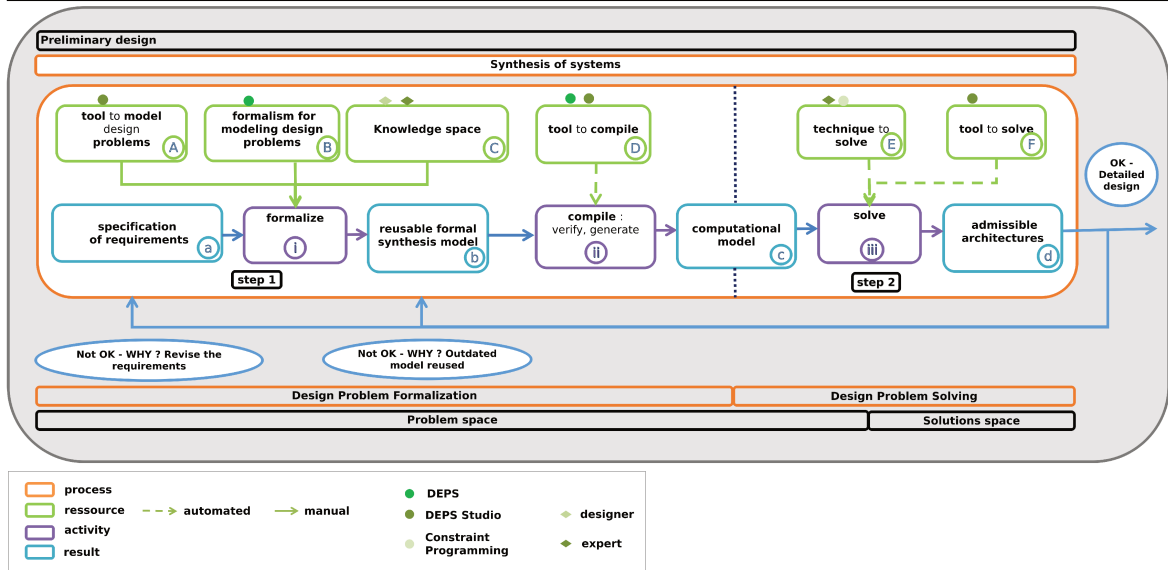 Preliminary design
Synthesis of systems
tool to model
design
problems
A
formalism for
modeling design
problems
B
Knowledge space
C
tool to compile
D
technique to
solve
E
tool to solve
F
OK -
Detailed
design
specification
of requirements
a
formalize
i
reusable formal
synthesis model
b
compile :
verify, generate
ii
computational
model
c
solve
iii
admissible
architectures
d
step 1
step 2
Not OK - WHY ? Revise the
requirements
Not OK - WHY ? Outdated
model reused
Design Problem Formalization
Design Problem Solving
Problem space
Solutions space
process
ressource
activity
result
automated
manual
DEPS
DEPS Studio
Constraint
Programming
designer
expert